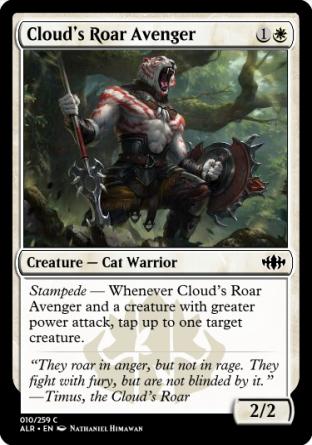 Cloud's Roar Avenger 1
Creature — Cat Warrior
Stampede — Whenever Cloud's Roar
Avenger and a creature with greater
power attack, tap up to one target
creature.
"They roar in anger, but not in rage. They
fight with fury, but are not blinded by it."
—Timus, the Cloud's Roar
2/2
010/259 C
ALR • EN Nathaniel Himawan